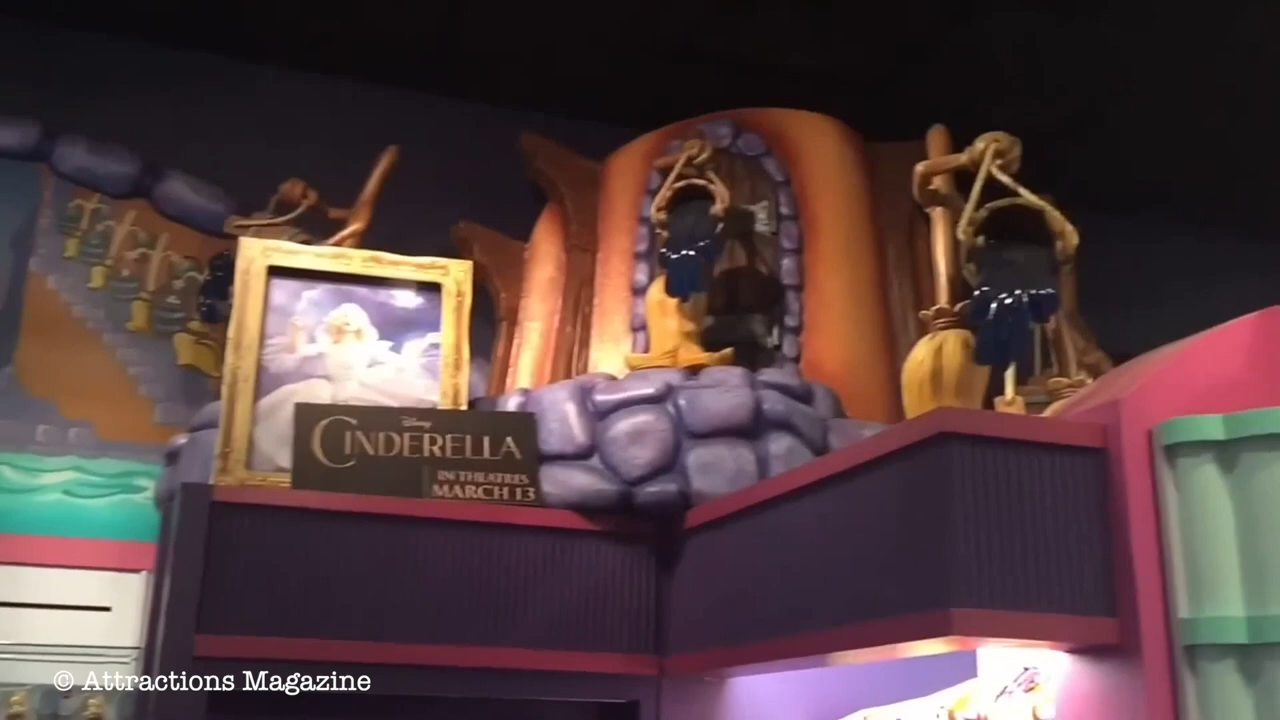 Disney
CINDERELLA
IN THEATRES
MARCH 13
© Attractions Magazine